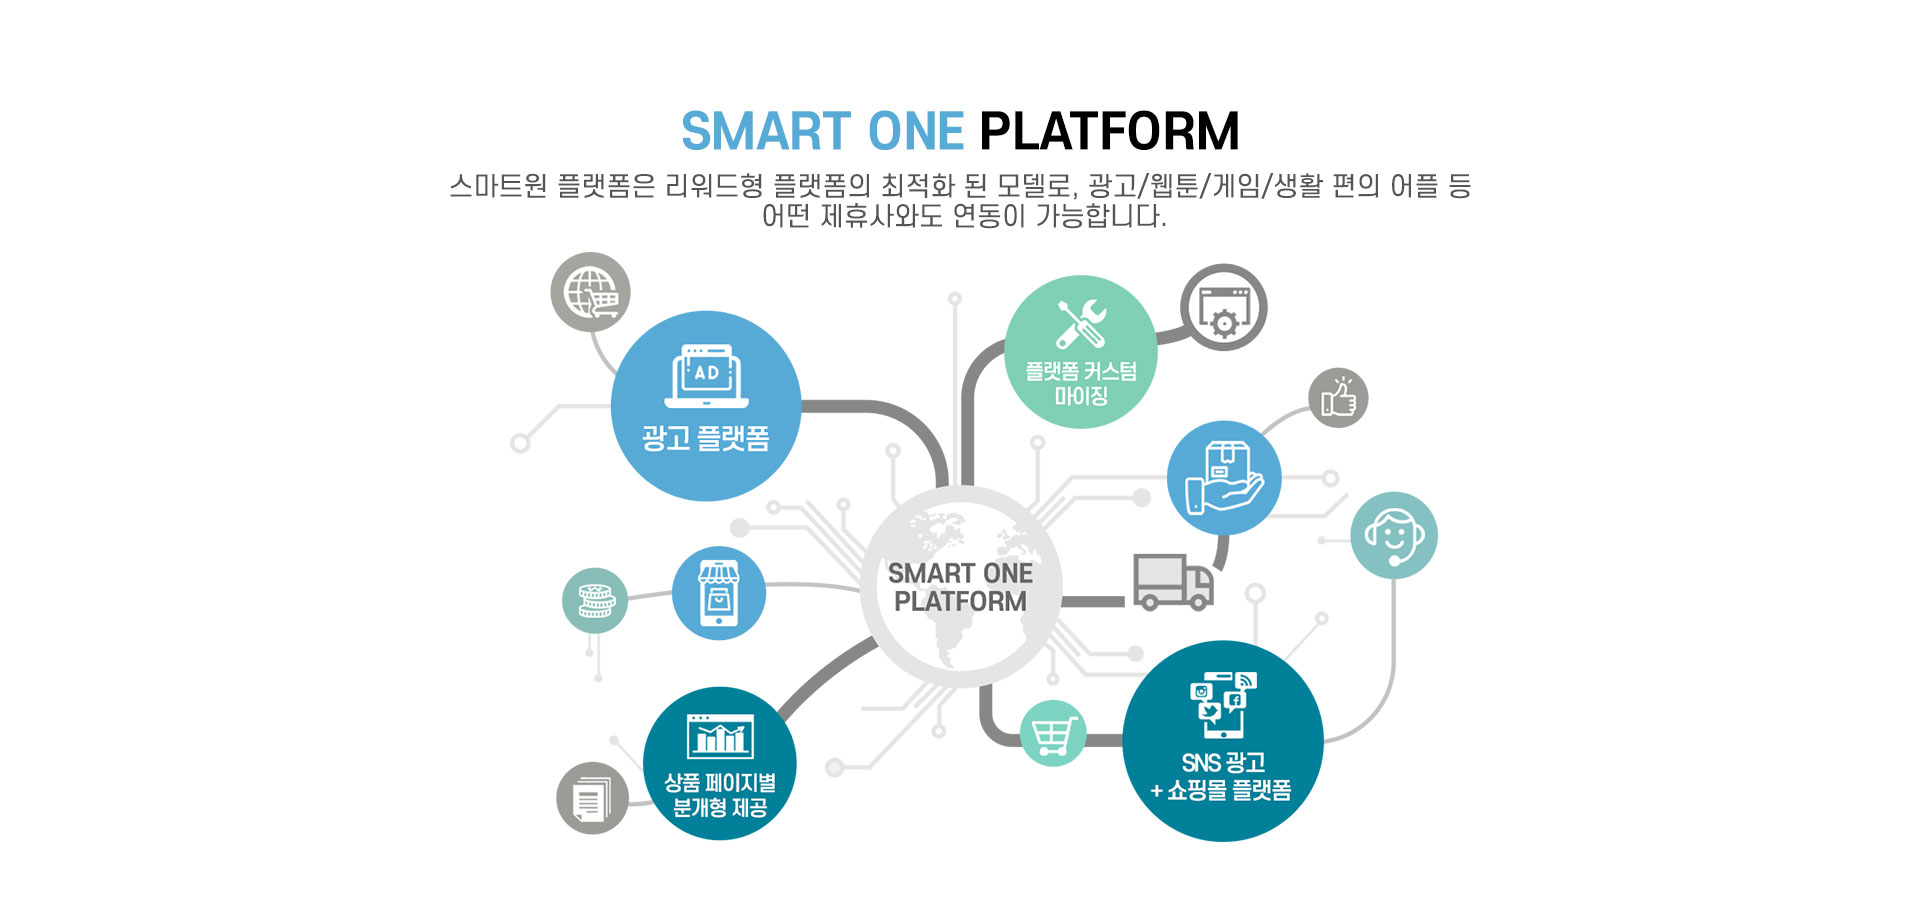 SMART ONE PLATFORM
스마트원 플랫폼은 리워드형 플랫폼의 최적화 된 모델로, 광고/웹툰/게임/생활 편의 어플 등
어떤 제휴사와도 연동이 가능합니다.
AD
광고 플랫폼
플랫폼 커스텀
마이징
SMART ONE
PLATFORM
상품 페이지별
분개형 제공
SNS 광고
+ 쇼핑몰 플랫폼